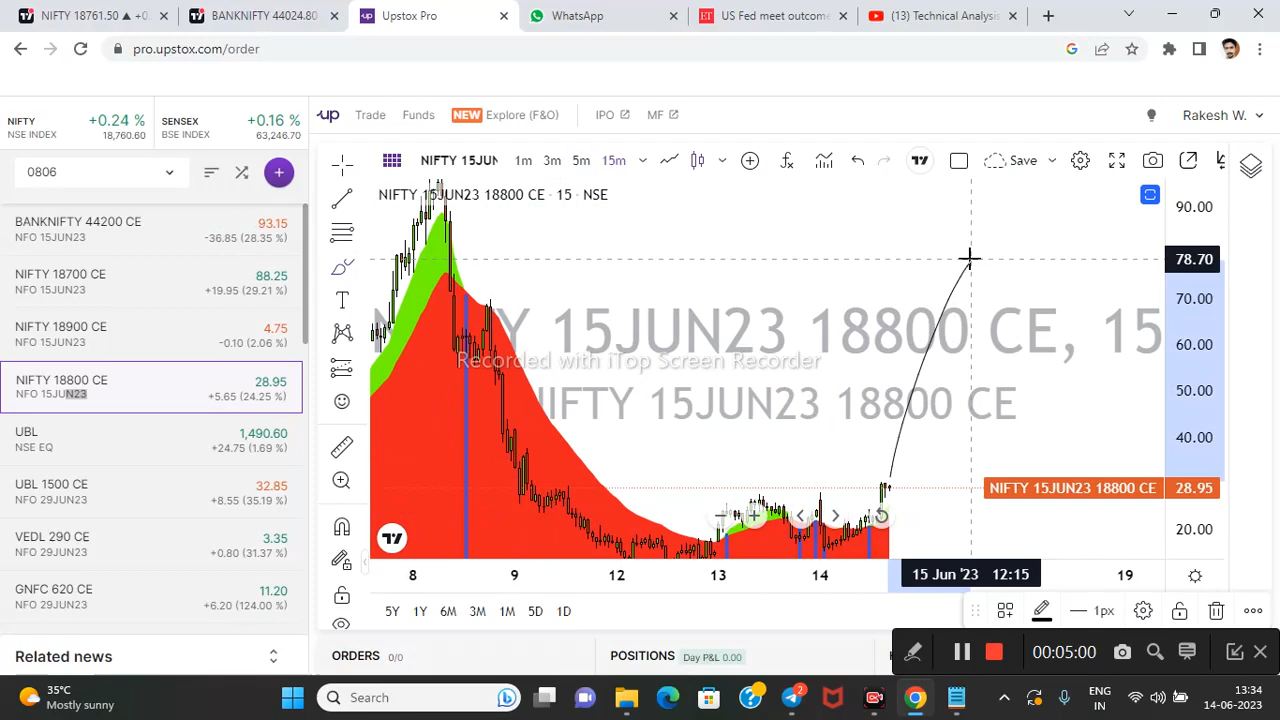 NIFTY 18761.50 ▲ +0.
BANKNIFTY 44024.80
Upstox Pro
WhatsApp
US Fed meet outcome
(13) Technical Analysis
pro.upstox.com/order
NIFTY
NSE INDEX
+0.24 %
18,760.60
SENSEX
BSE INDEX
+0.16 %
63,246.70
Trade
Funds
NEW
Explore (F&O)
IPO
MF
Rakesh W.
0806
NIFTY 15JUN
1m
3m
5m
15m
Save
BANKNIFTY 44200 CE
93.15
NFO 15JUN23
-36.85 (28.35 %)
NIFTY 18700 CE
88.25
NFO 15JUN23
+19.95 (29.21 %)
NIFTY 18900 CE
4.75
NFO 15JUN23
-0.10 (2.06 %)
NIFTY 18800 CE
28.95
NFO 15JUN23
+5.65 (24.25 %)
UBL
1,490.60
NSE EQ
+24.75 (1.69 %)
UBL 1500 CE
32.85
NFO 29JUN23
+8.55 (35.19 %)
VEDL 290 CE
3.35
NFO 29JUN23
+0.80 (31.37 %)
GNFC 620 CE
11.20
NFO 29JUN23
+6.20 (124.00 %)
Related news
NIFTY 15JUN23 18800 CE · 15 · NSE
15JUN23 18800 CE, 15
Recorded with iTop Screen Recorder
NIFTY 15JUN23 18800 CE
90.00
78.70
70.00
60.00
50.00
40.00
NIFTY 15JUN23 18800 CE
28.95
20.00
8
9
12
13
14
15 Jun '23 12:15
19
5Y
1Y
6M
3M
1M
5D
1D
1px
ORDERS
0/0
POSITIONS
Day P&L 0.00
00:05:00
35°C
Mostly sunny
Search
2
ENG
IN
13:34
14-06-2023